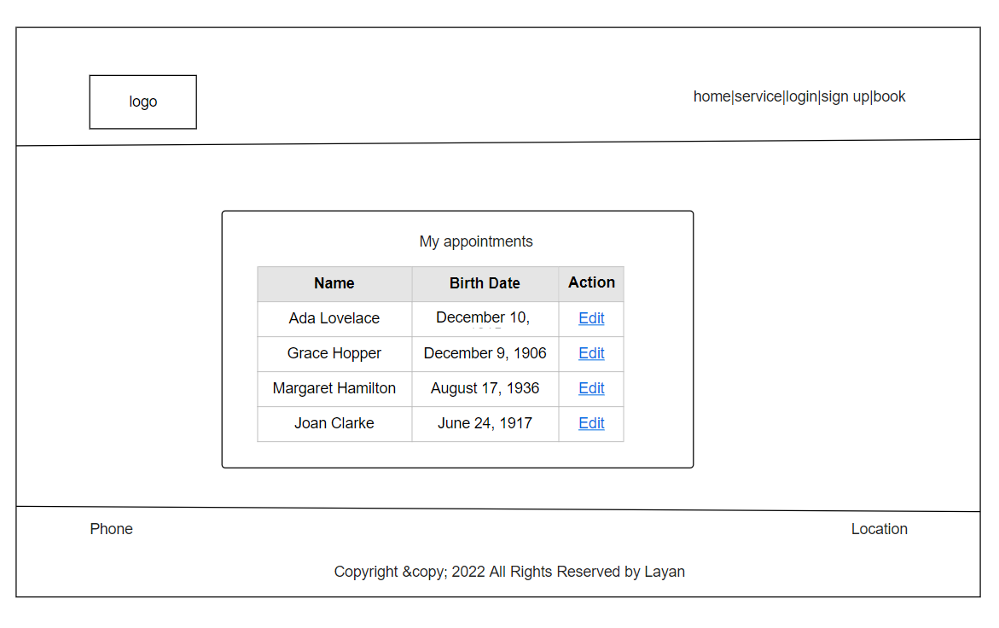 logo
home|service|login|sign up|book
My appointments
Name Birth Date Action
Ada Lovelace December 10, Edit
Grace Hopper December 9, 1906 Edit
Margaret Hamilton August 17, 1936 Edit
Joan Clarke June 24, 1917 Edit
Phone Location
Copyright &copy; 2022 All Rights Reserved by Layan